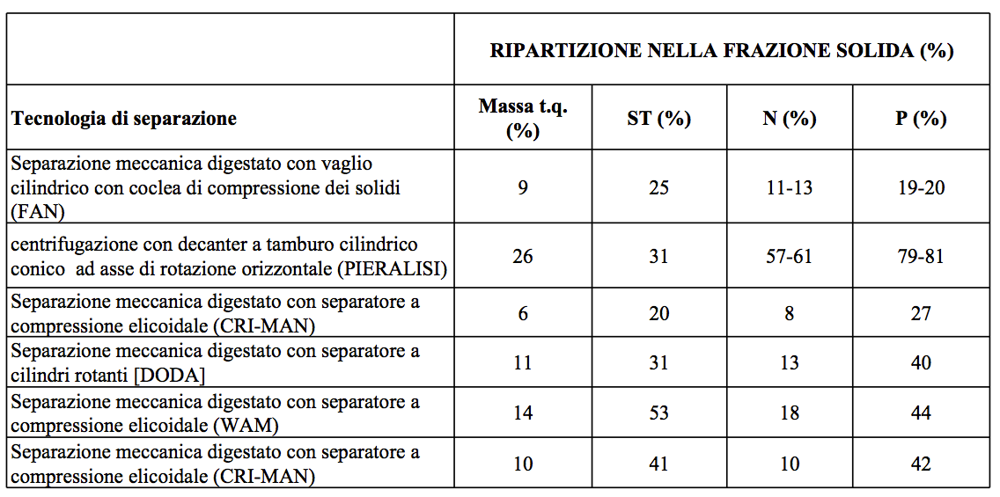 RIPARTIZIONE NELLA FRAZIONE SOLIDA (%)
Tecnologia di separazione
Massa t.q.
(%)
ST (%)
N (%)
P (%)
Separazione meccanica digestato con vaglio
cilindrico con coclea di compressione dei solidi
(FAN)
9
25
11-13
19-20
centrifugazione con decanter a tamburo cilindrico
conico ad asse di rotazione orizzontale (PIERALISI)
26
31
57-61
79-81
Separazione meccanica digestato con separatore a
compressione elicoidale (CRI-MAN)
6
20
8
27
Separazione meccanica digestato con separatore a
cilindri rotanti [DODA]
11
31
13
40
Separazione meccanica digestato con separatore a
compressione elicoidale (WAM)
14
53
18
44
Separazione meccanica digestato con separatore a
compressione elicoidale (CRI-MAN)
10
41
10
42